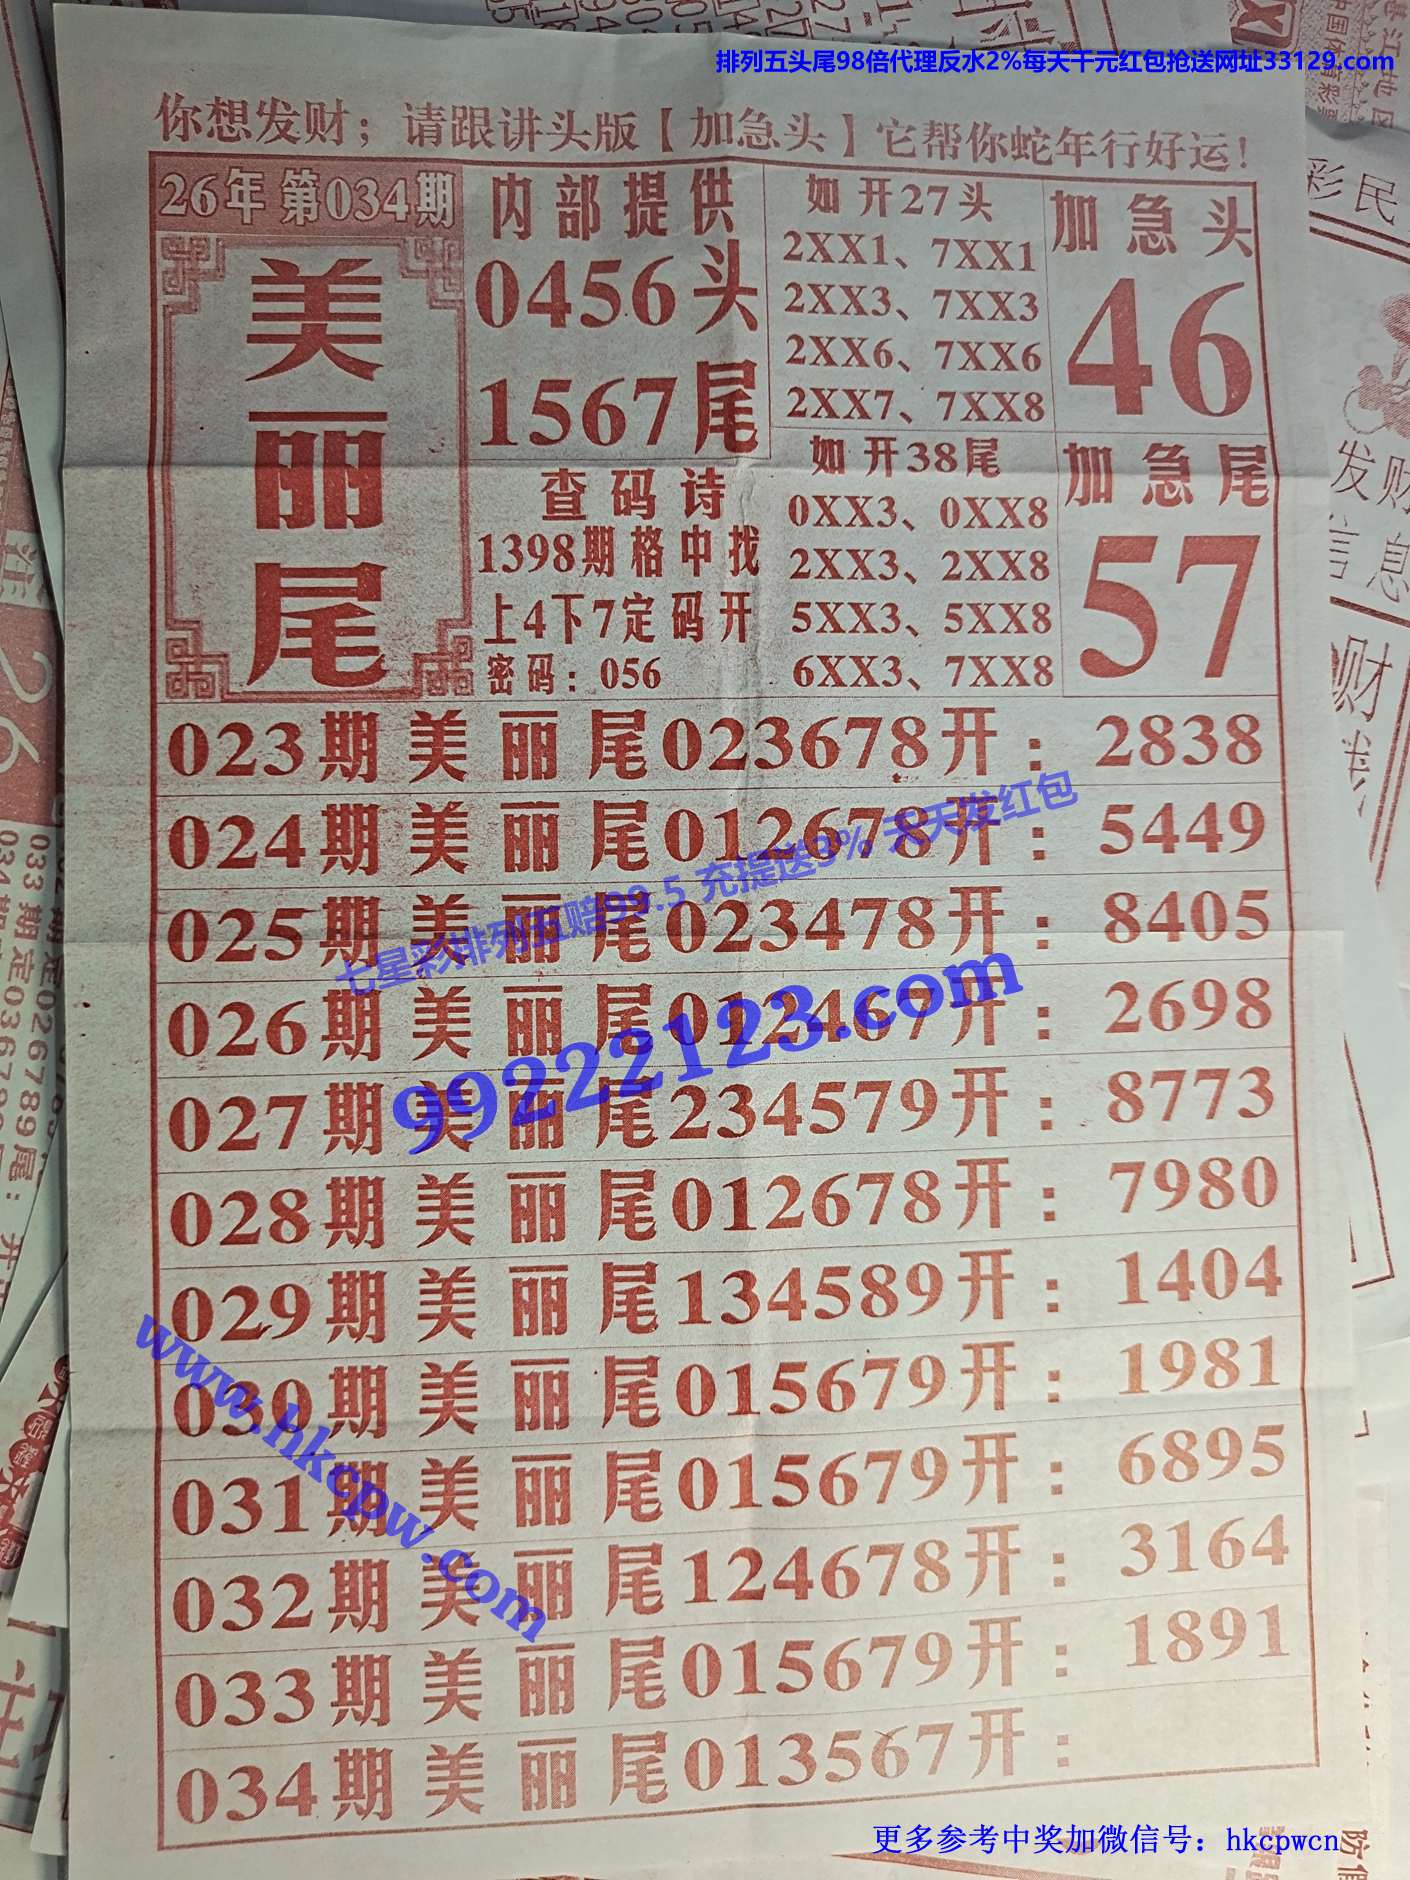 排列五头尾98倍代理反水2%每天千元红包抢送网址33129.com
你想发财；请跟讲头版【加急头】它帮你蛇年行好运！
26年 第034期
美丽尾
内部提供
0456头
1567尾
查码诗
1398期格中找
上4下7定码开
密码：056
如开27头
2XX1、7XX1
2XX3、7XX3
2XX6、7XX6
2XX7、7XX8
如开38尾
0XX3、0XX8
2XX3、2XX8
5XX3、5XX8
6XX3、7XX8
加急头
46
加急尾
57
023期美丽尾023678开：2838
024期美丽尾012678开：5449
025期美丽尾023478开：8405
026期美丽尾012467开：2698
027期美丽尾234579开：8773
028期美丽尾012678开：7980
029期美丽尾134589开：1404
030期美丽尾015679开：1981
031期美丽尾015679开：6895
032期美丽尾124678开：3164
033期美丽尾015679开：1891
034期美丽尾013567开：
七星彩排列五赔99.5 充提送3% 天天发红包
99222123.com
www.hkcpw.com
更多参考中奖加微信号：hkcpwcn
彩民
发财
信息
防伪